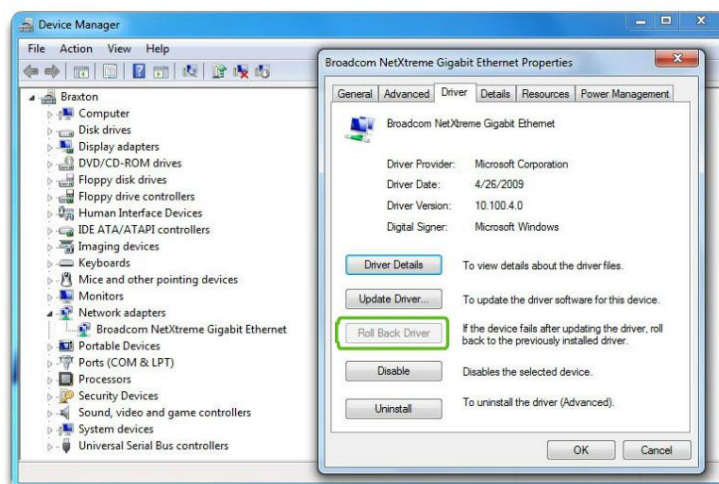 Device Manager
File Action View Help
Braxton
Computer
Disk drives
Display adapters
DVD/CD-ROM drives
Floppy disk drives
Floppy drive controllers
Human Interface Devices
IDE ATA/ATAPI controllers
Imaging devices
Keyboards
Mice and other pointing devices
Monitors
Network adapters
Broadcom NetXtreme Gigabit Ethernet
Portable Devices
Ports (COM & LPT)
Processors
Security Devices
Sound, video and game controllers
System devices
Universal Serial Bus controllers
Broadcom NetXtreme Gigabit Ethernet Properties
General Advanced Driver Details Resources Power Management
Broadcom NetXtreme Gigabit Ethernet
Driver Provider: Microsoft Corporation
Driver Date: 4/26/2009
Driver Version: 10.100.4.0
Digital Signer: Microsoft Windows
Driver Details To view details about the driver files.
Update Driver... To update the driver software for this device.
Roll Back Driver If the device fails after updating the driver, roll
back to the previously installed driver.
Disable Disables the selected device.
Uninstall To uninstall the driver (Advanced).
OK Cancel